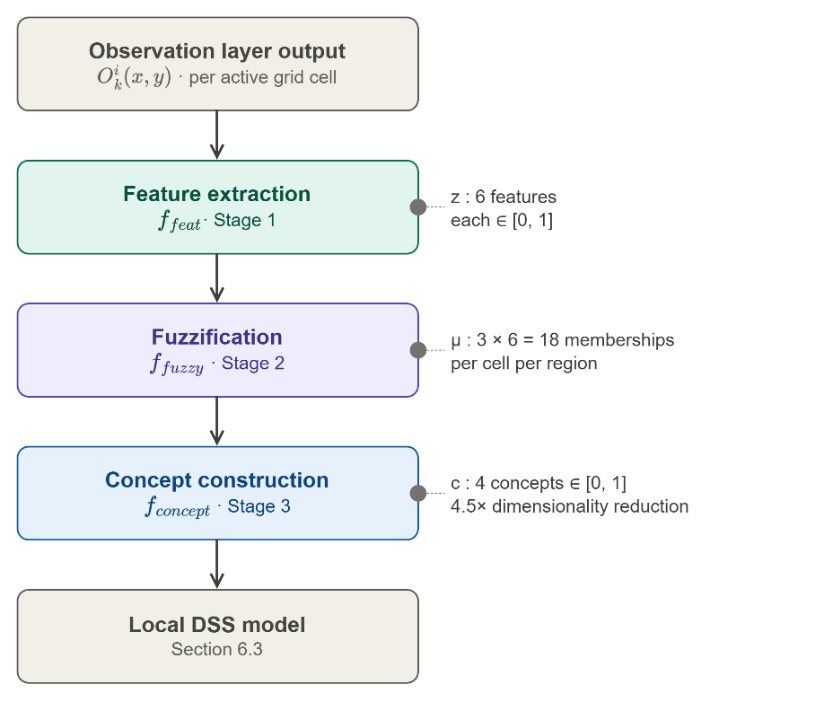 Observation layer output
O_k^i(x, y) · per active grid cell
Feature extraction
f_feat · Stage 1
z : 6 features
each ∈ [0, 1]
Fuzzification
f_fuzzy · Stage 2
μ : 3 × 6 = 18 memberships
per cell per region
Concept construction
f_concept · Stage 3
c : 4 concepts ∈ [0, 1]
4.5× dimensionality reduction
Local DSS model
Section 6.3